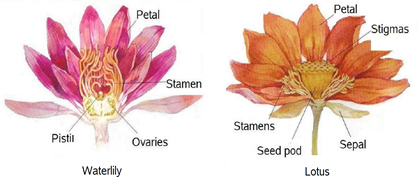 Petal
Stamen
Pistil
Ovaries
Waterlily
Petal
Stigmas
Stamens
Seed pod
Sepal
Lotus